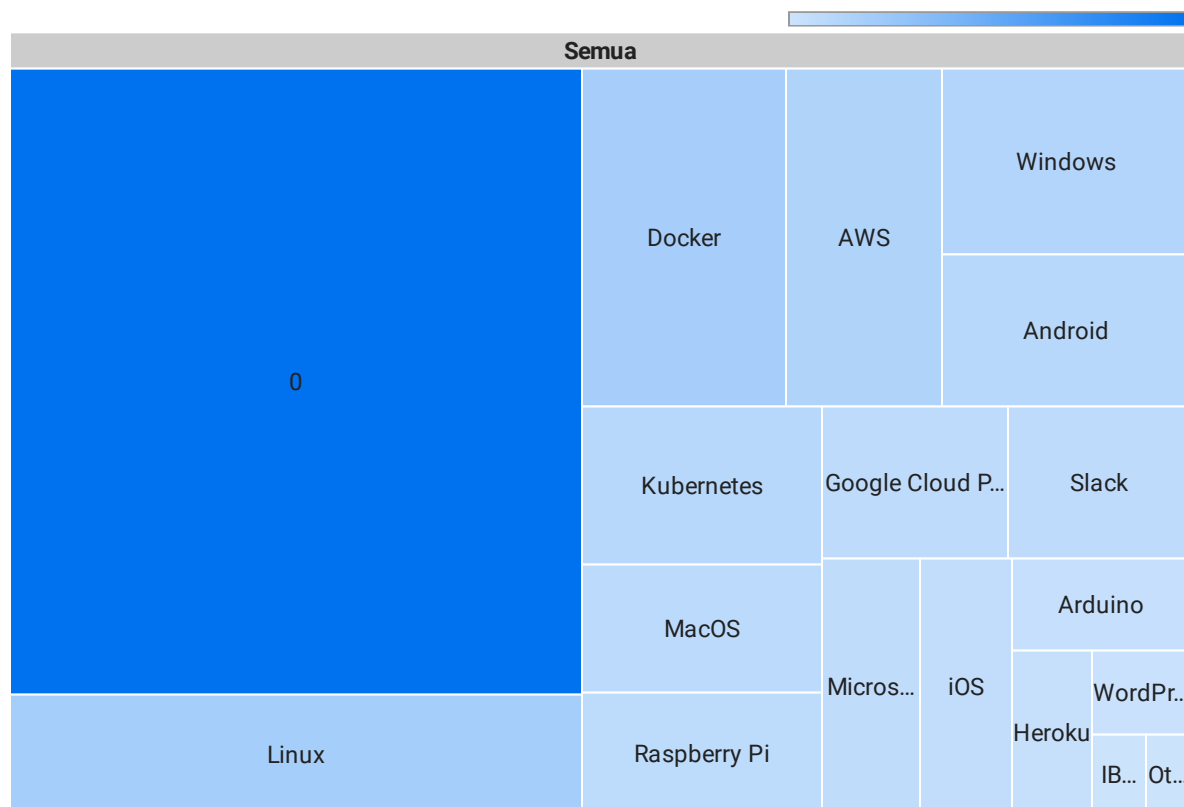 Semua
0
Linux
Docker
AWS
Windows
Android
Kubernetes
Google Cloud P...
Slack
MacOS
Raspberry Pi
Micros...
iOS
Arduino
Heroku
WordPr...
IB...
Ot...